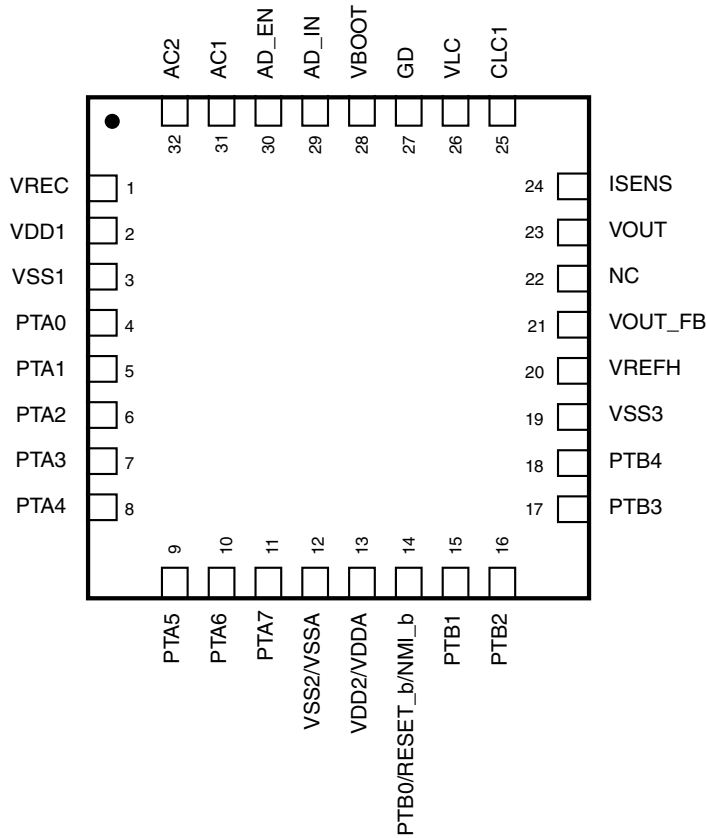 AC2 AC1 AD_EN AD_IN VBOOT GD VLC CLC1
32 31 30 29 28 27 26 25
VREC 1
VDD1 2
VSS1 3
PTA0 4
PTA1 5
PTA2 6
PTA3 7
PTA4 8
24 ISENS
23 VOUT
22 NC
21 VOUT_FB
20 VREFH
19 VSS3
18 PTB4
17 PTB3
9 10 11 12 13 14 15 16
PTA5 PTA6 PTA7 VSS2/VSSA VDD2/VDDA PTB0/RESET_b/NMI_b PTB1 PTB2